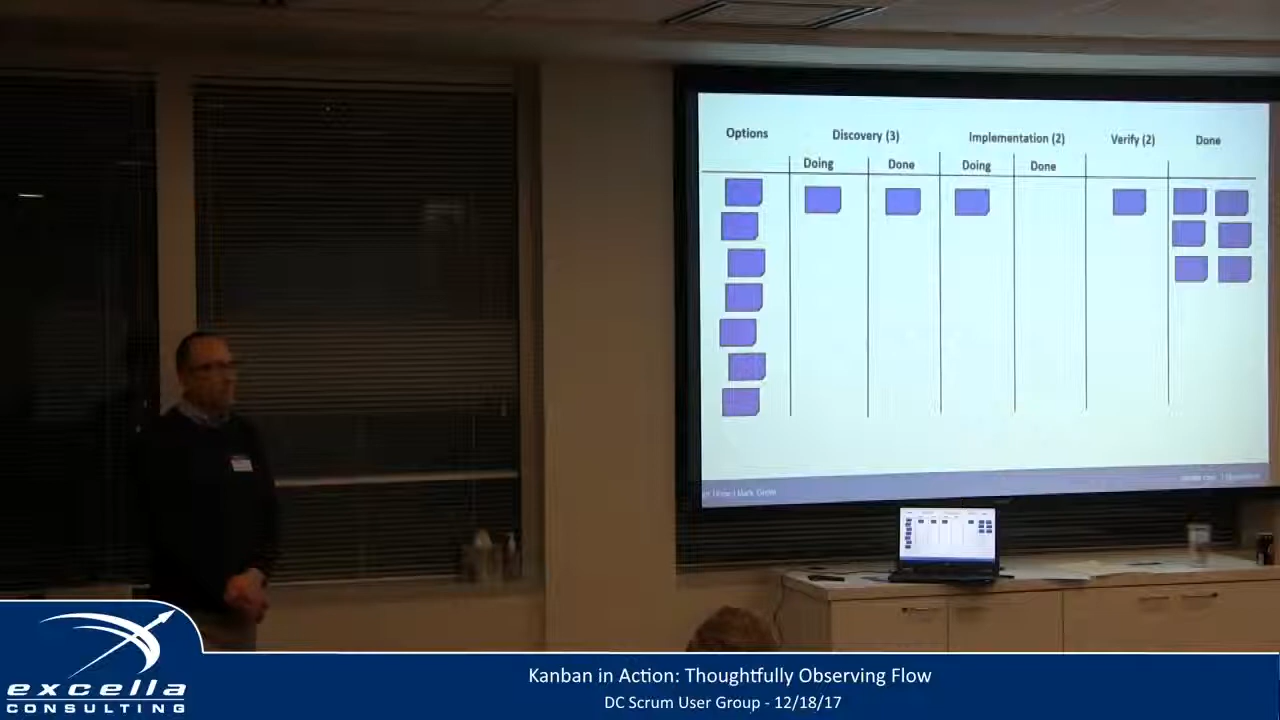 Options
Discovery (3)
Implementation (2)
Verify (2)
Done
Doing
Done
Doing
Done
excella
CONSULTING
Kanban in Action: Thoughtfully Observing Flow
DC Scrum User Group - 12/18/17